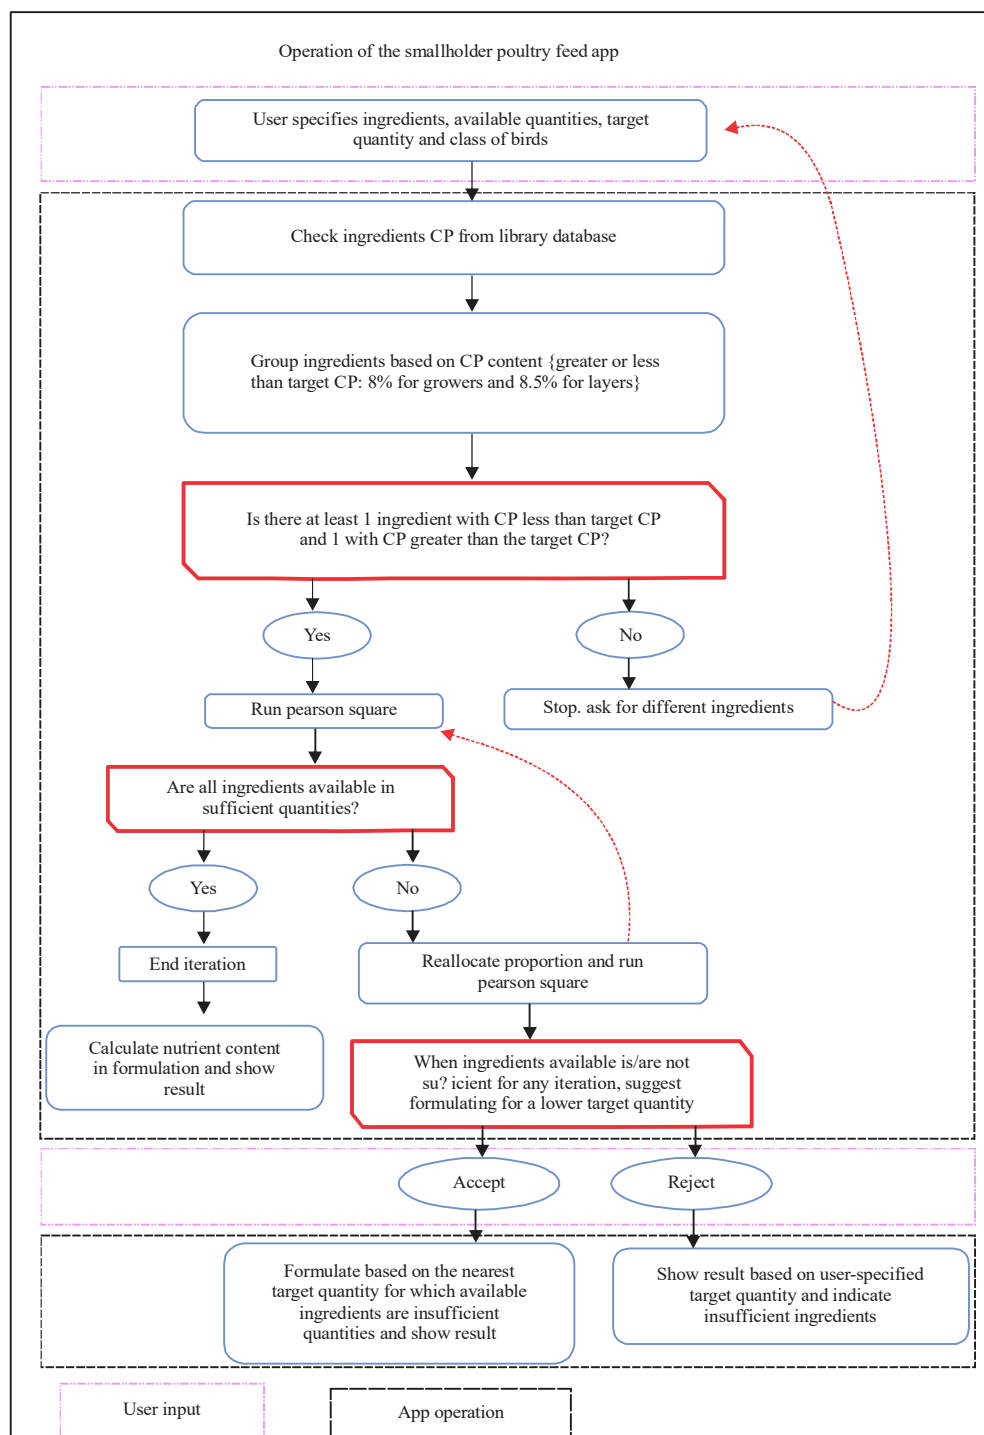 Operation of the smallholder poultry feed app
User specifies ingredients, available quantities, target
quantity and class of birds
Check ingredients CP from library database
Group ingredients based on CP content {greater or less
than target CP: 8% for growers and 8.5% for layers}
Is there at least 1 ingredient with CP less than target CP
and 1 with CP greater than the target CP?
Yes
No
Run pearson square
Stop. ask for different ingredients
Are all ingredients available in
sufficient quantities?
Yes
No
End iteration
Reallocate proportion and run
pearson square
Calculate nutrient content
in formulation and show
result
When ingredients available is/are not
su? icient for any iteration, suggest
formulating for a lower target quantity
Accept
Reject
Formulate based on the nearest
target quantity for which available
ingredients are insufficient
quantities and show result
Show result based on user-specified
target quantity and indicate
insufficient ingredients
User input
App operation